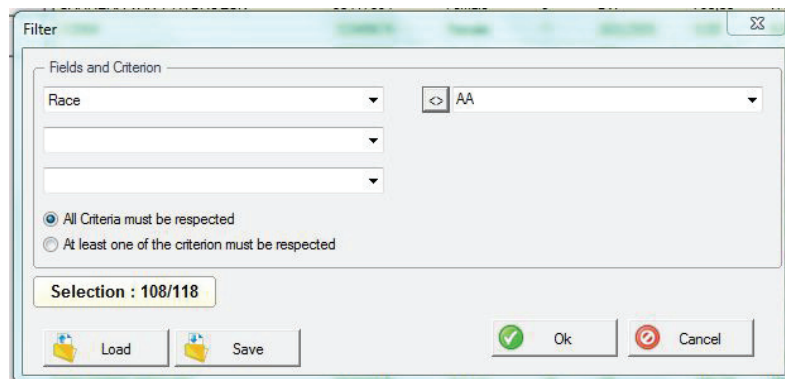 Filter
Fields and Criterion
Race <> AA
All Criteria must be respected
At least one of the criterion must be respected
Selection : 108/118
Load Save Ok Cancel